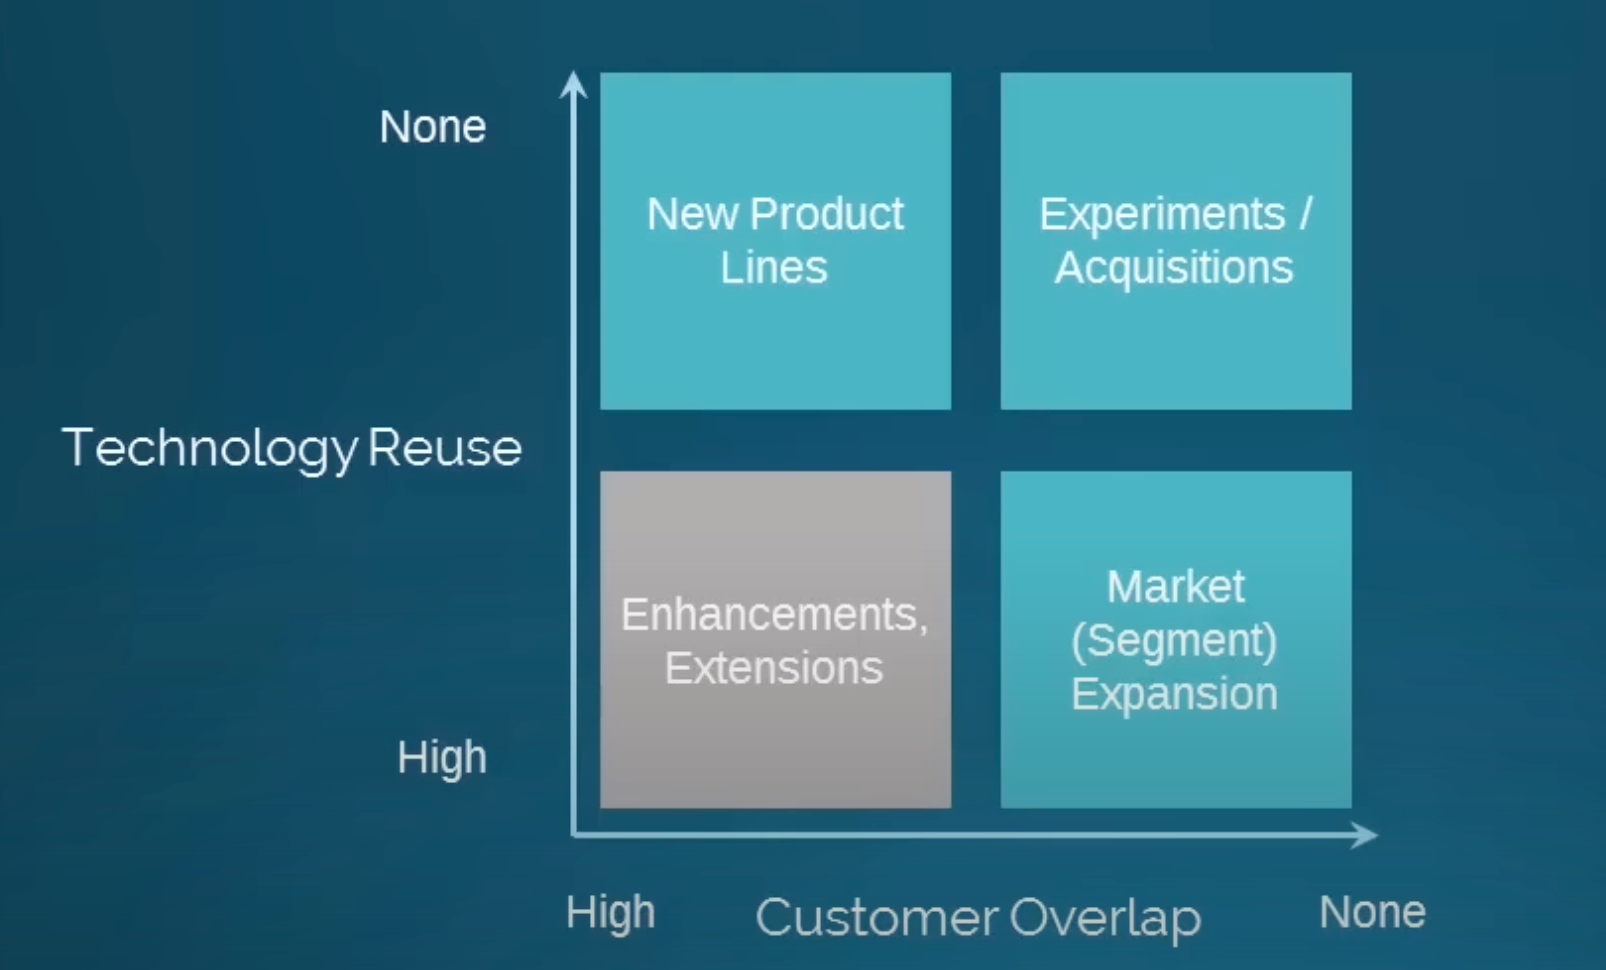 None
New Product
Lines
Experiments /
Acquisitions
Technology Reuse
Enhancements,
Extensions
Market
(Segment)
Expansion
High
High
Customer Overlap
None